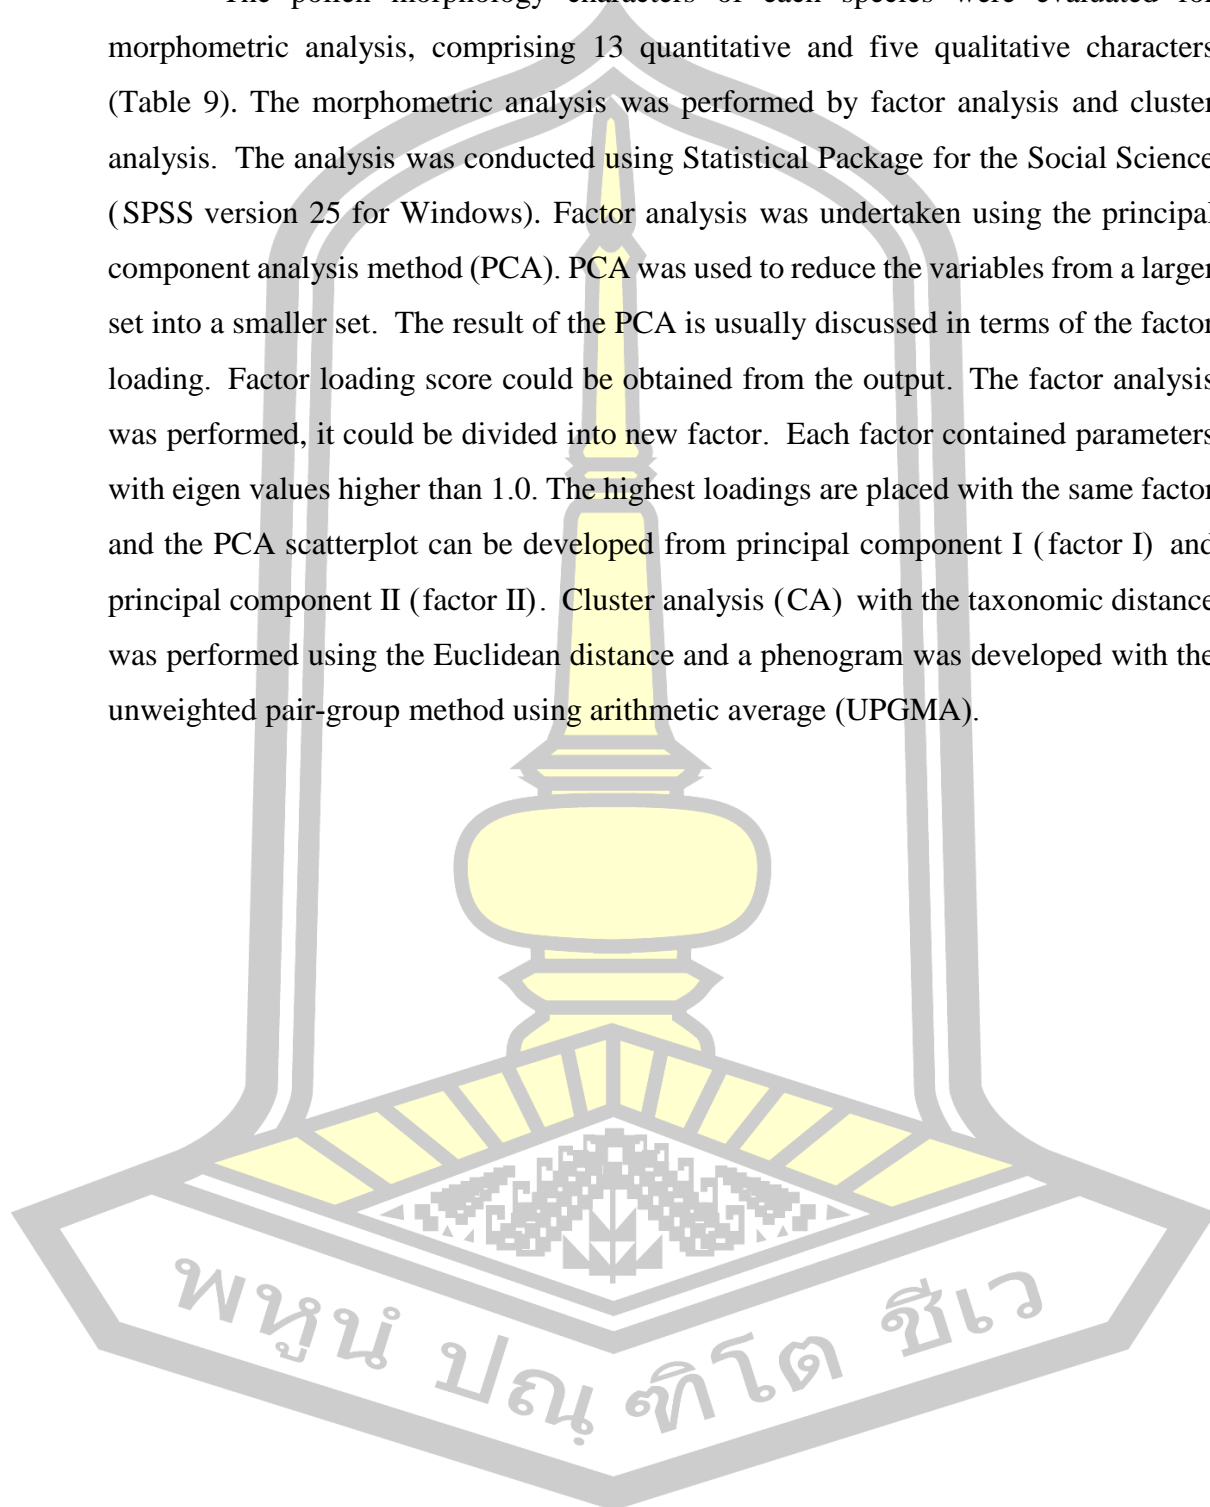 The pollen morphology characters of each species were evaluated for
morphometric analysis, comprising 13 quantitative and five qualitative characters
(Table 9). The morphometric analysis was performed by factor analysis and cluster
analysis. The analysis was conducted using Statistical Package for the Social Science
(SPSS version 25 for Windows). Factor analysis was undertaken using the principal
component analysis method (PCA). PCA was used to reduce the variables from a larger
set into a smaller set. The result of the PCA is usually discussed in terms of the factor
loading. Factor loading score could be obtained from the output. The factor analysis
was performed, it could be divided into new factor. Each factor contained parameters
with eigen values higher than 1.0. The highest loadings are placed with the same factor
and the PCA scatterplot can be developed from principal component I (factor I) and
principal component II (factor II). Cluster analysis (CA) with the taxonomic distance
was performed using the Euclidean distance and a phenogram was developed with the
unweighted pair-group method using arithmetic average (UPGMA).
พหูนํ ปณฺฑิโต ชีเว